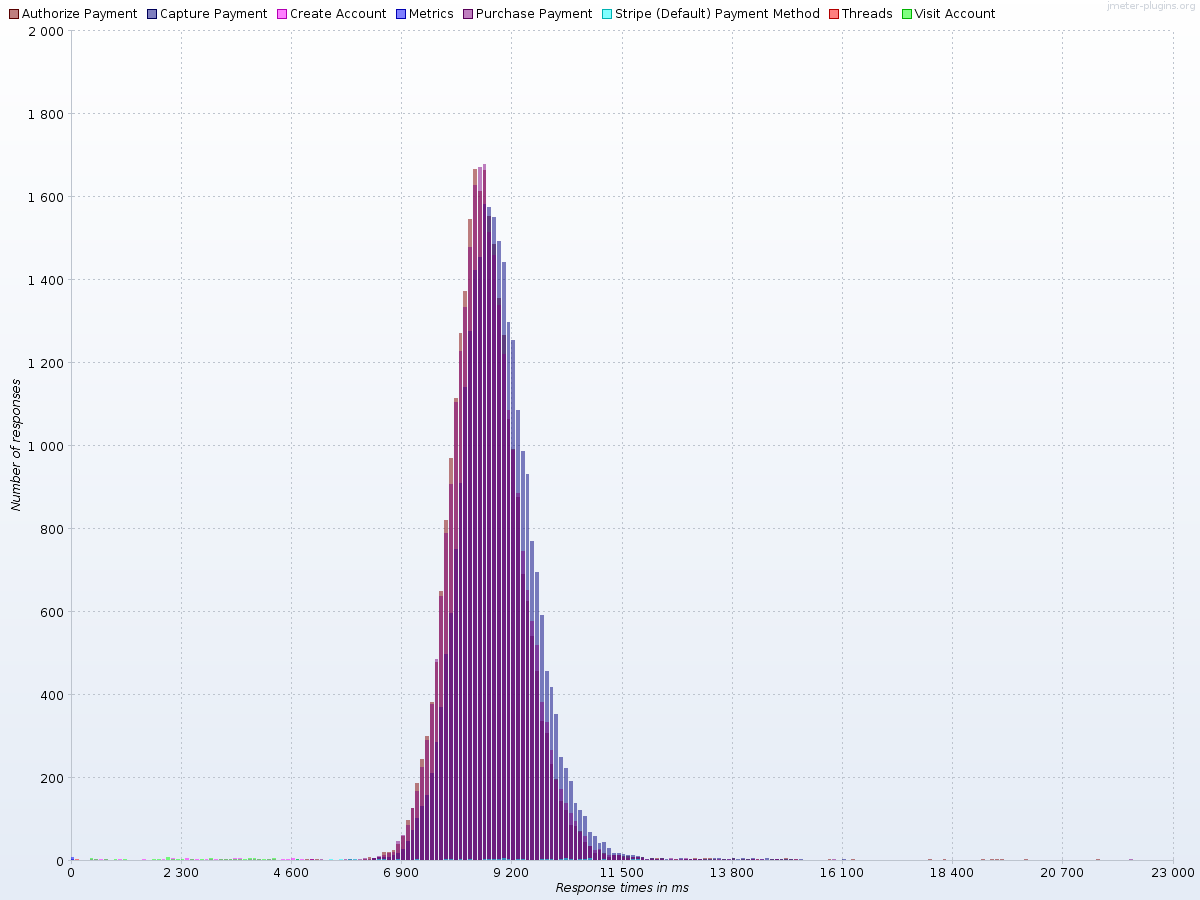 jmeter-plugins.org
Authorize Payment Capture Payment Create Account Metrics Purchase Payment Stripe (Default) Payment Method Threads Visit Account
2 000
1 800
1 600
1 400
1 200
1 000
800
600
400
200
0
Number of responses
0 2 300 4 600 6 900 9 200 11 500 13 800 16 100 18 400 20 700 23 000
Response times in ms